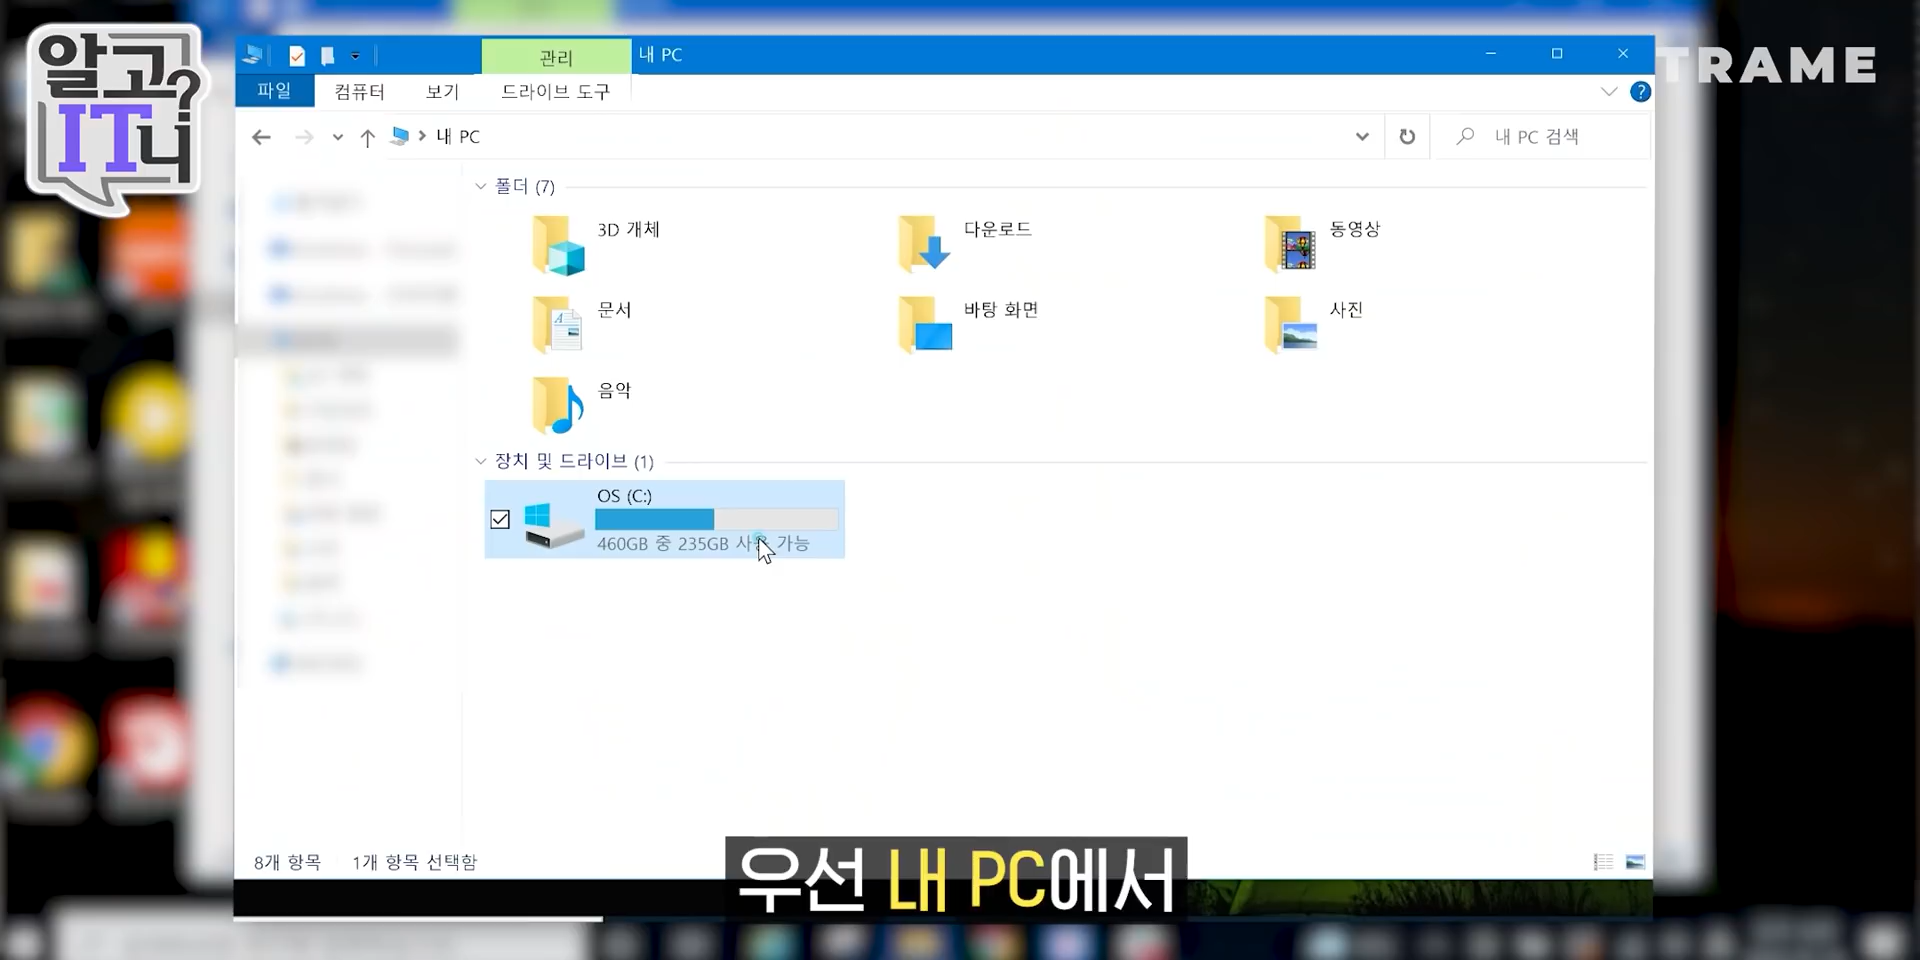 알고?
IT니
TRAME
관리
내 PC
파일
컴퓨터
보기
드라이브 도구
내 PC
내 PC 검색
폴더 (7)
3D 개체
다운로드
동영상
문서
바탕 화면
사진
음악
장치 및 드라이브 (1)
OS (C:)
460GB 중 235GB 사용 가능
8개 항목
1개 항목 선택함
우선 내 PC에서